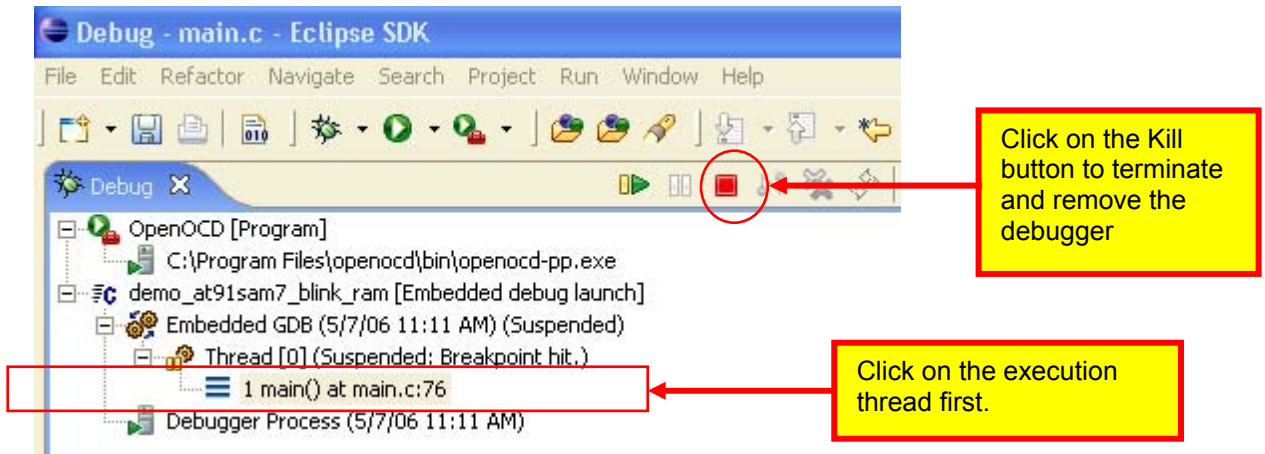 Debug - main.c - Eclipse SDK
File Edit Refactor Navigate Search Project Run Window Help
010
Debug
Click on the Kill
button to terminate
and remove the
debugger
OpenOCD [Program]
C:\Program Files\openocd\bin\openocd-pp.exe
C demo_at91sam7_blink_ram [Embedded debug launch]
Embedded GDB (5/7/06 11:11 AM) (Suspended)
Thread [0] (Suspended: Breakpoint hit.)
1 main() at main.c:76
Debugger Process (5/7/06 11:11 AM)
Click on the execution
thread first.